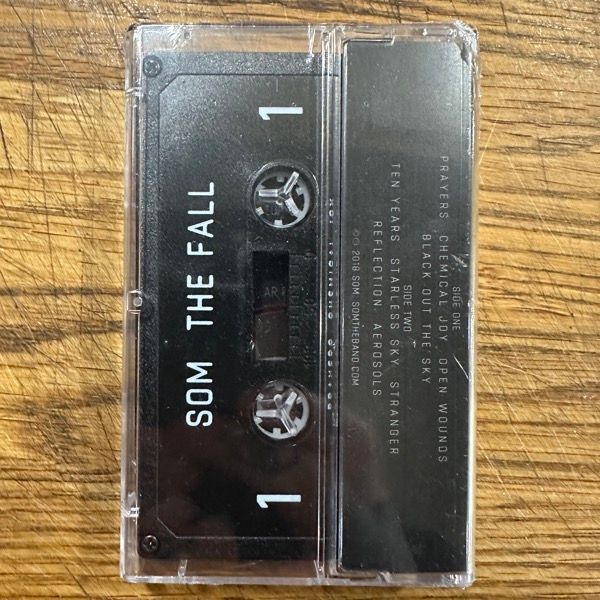 SOM THE FALL
1
1
SIDE ONE
PRAYERS CHEMICAL JOY OPEN WOUNDS
BLACK OUT THE SKY
SIDE TWO
TEN YEARS STARLESS SKY STRANGER
REFLECTION AEROSOLS
©℗ 2018 SOM. SOMTHEBAND.COM